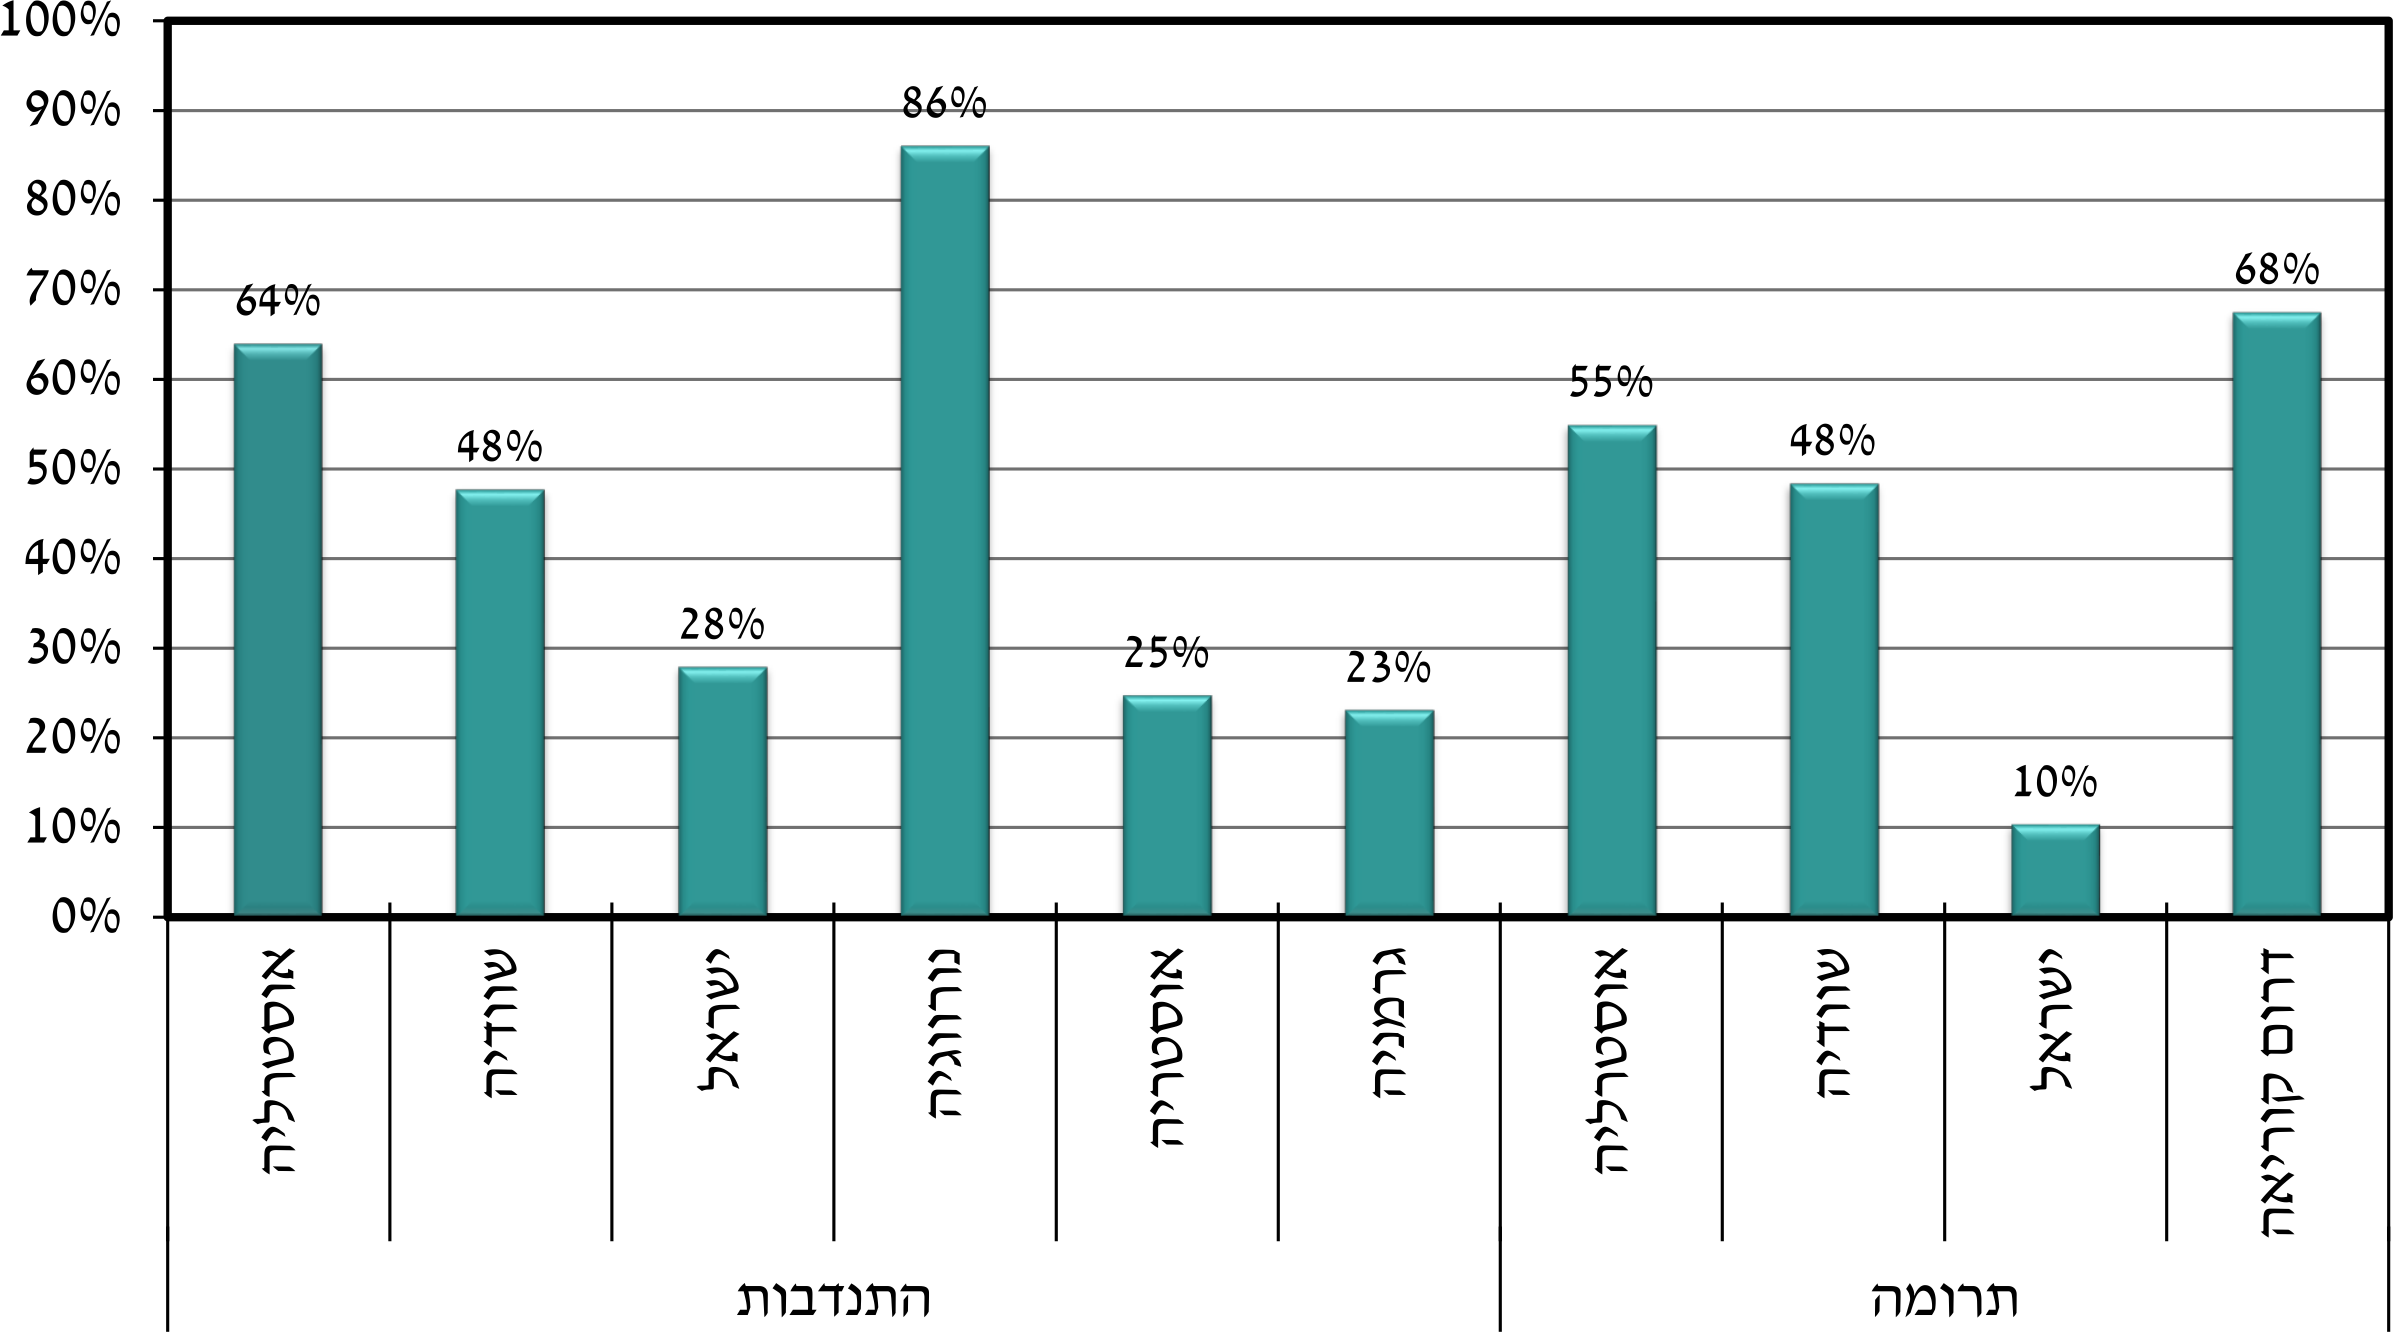 100%
90%
80%
70%
60%
50%
40%
30%
20%
10%
0%
64%
48%
28%
86%
25%
23%
55%
48%
10%
68%
אוסטרליה
שוודיה
ישראל
נורווגיה
אוסטריה
גרמניה
אוסטרליה
שוודיה
ישראל
דרום קוריאה
התנדבות
תרומה